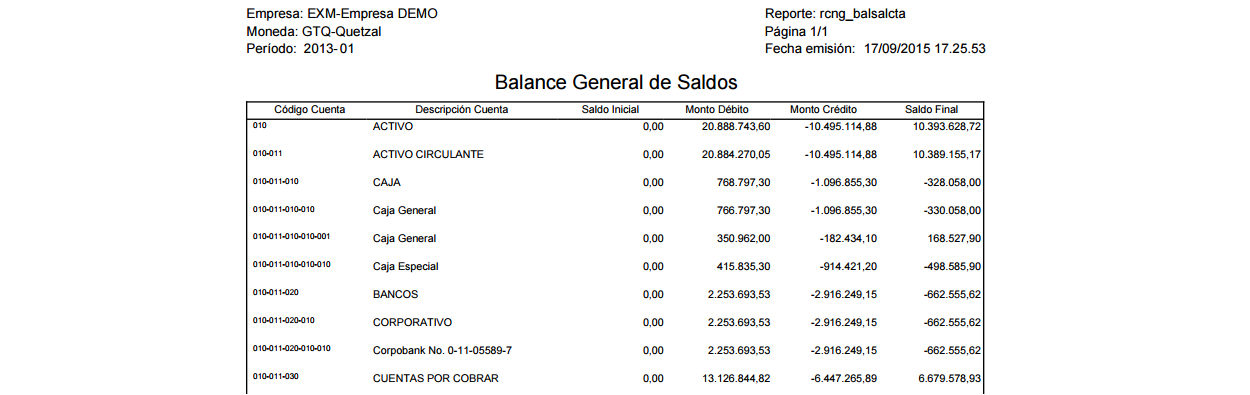 Empresa: EXM-Empresa DEMO Reporte: rcng_balsalcta
Moneda: GTQ-Quetzal Página 1/1
Período: 2013-01 Fecha emisión: 17/09/2015 17.25.53
Balance General de Saldos
Código Cuenta Descripción Cuenta Saldo Inicial Monto Débito Monto Crédito Saldo Final
010 ACTIVO 0,00 20.888.743,60 -10.495.114,88 10.393.628,72
010-011 ACTIVO CIRCULANTE 0,00 20.884.270,05 -10.495.114,88 10.389.155,17
010-011-010 CAJA 0,00 768.797,30 -1.096.855,30 -328.058,00
010-011-010-010 Caja General 0,00 766.797,30 -1.096.855,30 -330.058,00
010-011-010-010-001 Caja General 0,00 350.962,00 -182.434,10 168.527,90
010-011-010-010-010 Caja Especial 0,00 415.835,30 -914.421,20 -498.585,90
010-011-020 BANCOS 0,00 2.253.693,53 -2.916.249,15 -662.555,62
010-011-020-010 CORPORATIVO 0,00 2.253.693,53 -2.916.249,15 -662.555,62
010-011-020-010-010 Corpobank No. 0-11-05589-7 0,00 2.253.693,53 -2.916.249,15 -662.555,62
010-011-030 CUENTAS POR COBRAR 0,00 13.126.844,82 -6.447.265,89 6.679.578,93